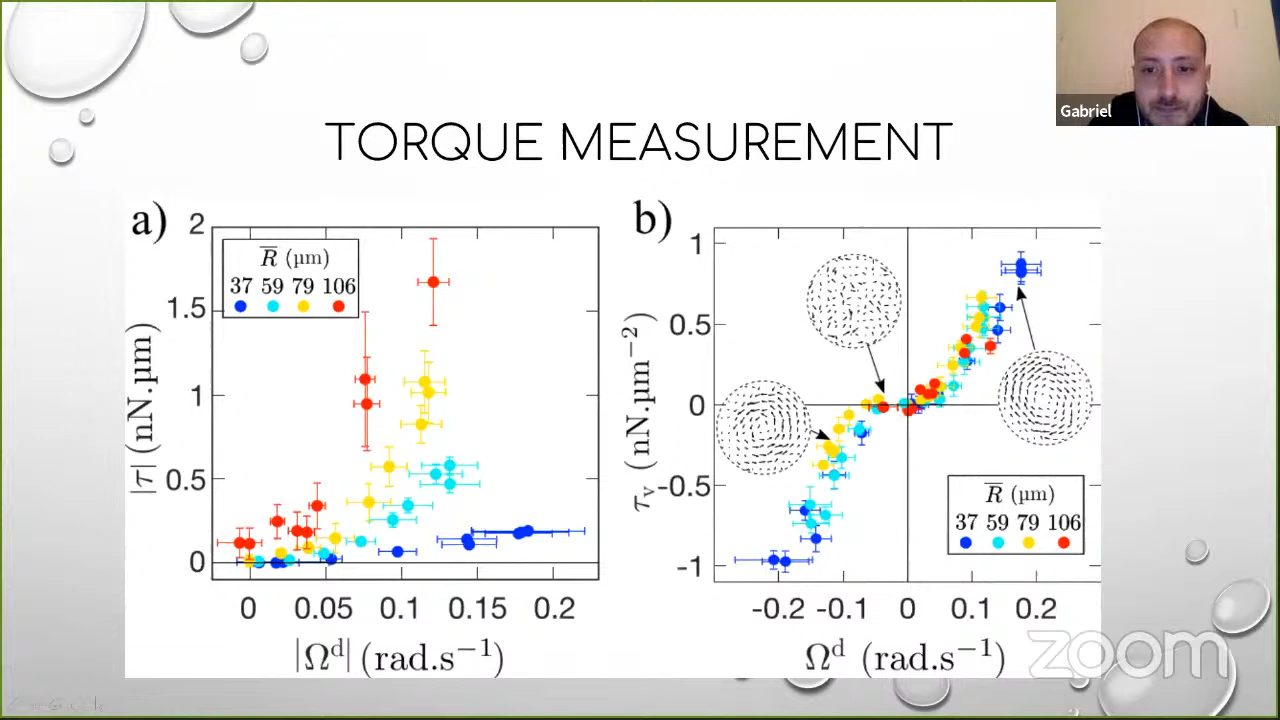 Gabriel
TORQUE MEASUREMENT
a)
2
1.5
1
0.5
0
|τ| (nN.µm)
R̅ (µm)
37 59 79 106
0 0.05 0.1 0.15 0.2
|Ωᵈ| (rad.s⁻¹)
b)
1
0.5
0
-0.5
-1
τᵥ (nN.µm⁻²)
R̅ (µm)
37 59 79 106
-0.2 -0.1 0 0.1 0.2
Ωᵈ (rad.s⁻¹)
zoom